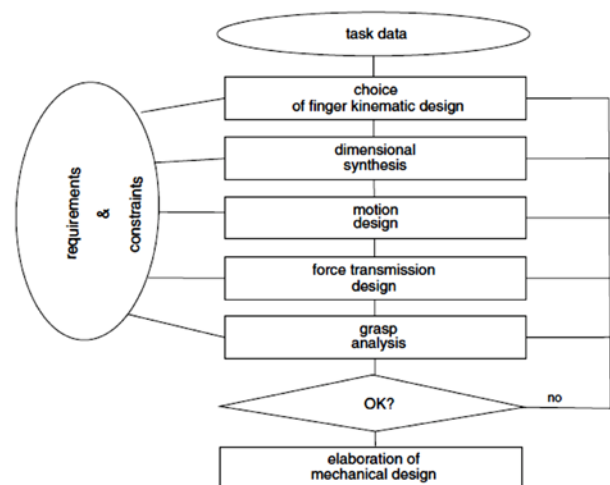 task data
choice
of finger kinematic design
dimensional
synthesis
motion
design
force transmission
design
grasp
analysis
requirements
&
constraints
OK?
no
elaboration of
mechanical design